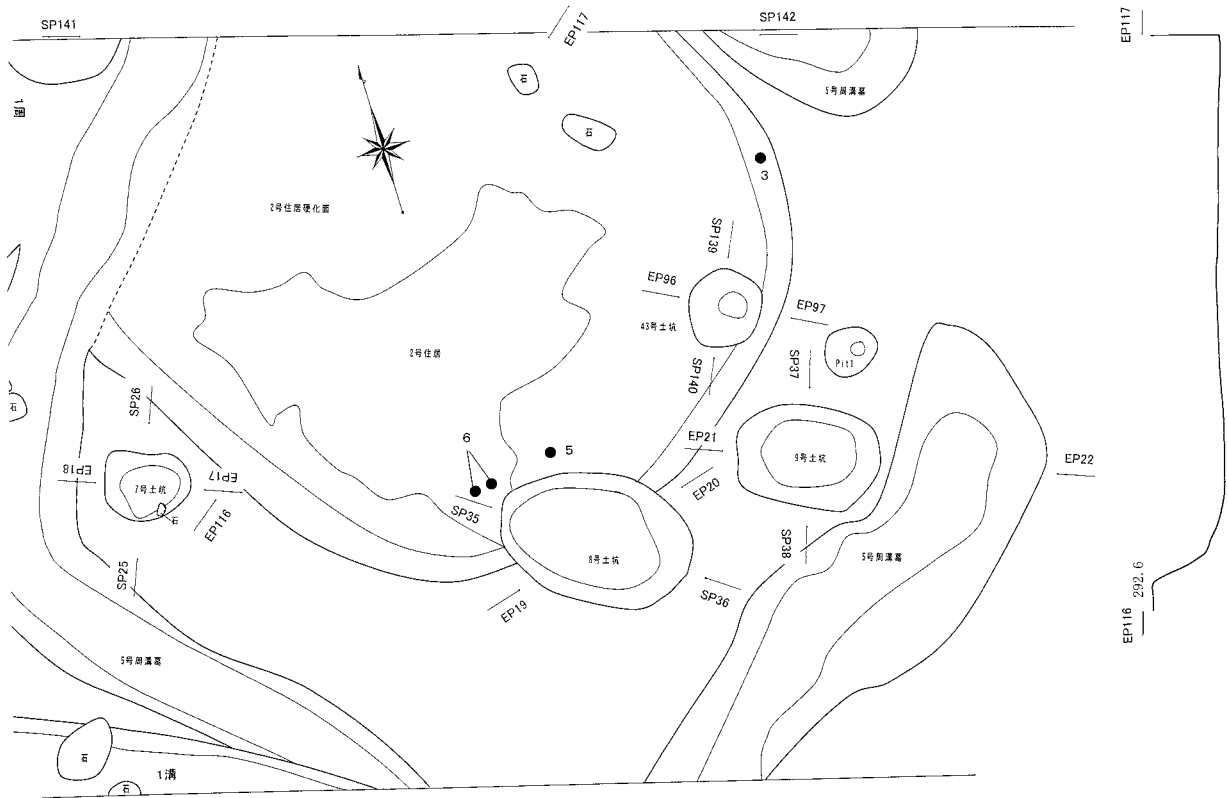 SP141
EP117
SP142
EP117
1周
石
5号周溝墓
石
3
2号住居硬化面
SP139
EP96
43号土坑
EP97
Pit1
SP37
SP140
2号住居
SP26
石
6
5
EP21
9号土坑
EP22
EP18
7号土坑
EP17
EP20
SP35
石
EP116
8号土坑
SP38
5号周溝墓
SP25
EP19
SP36
292.6
EP116
5号周溝墓
石
1溝
石